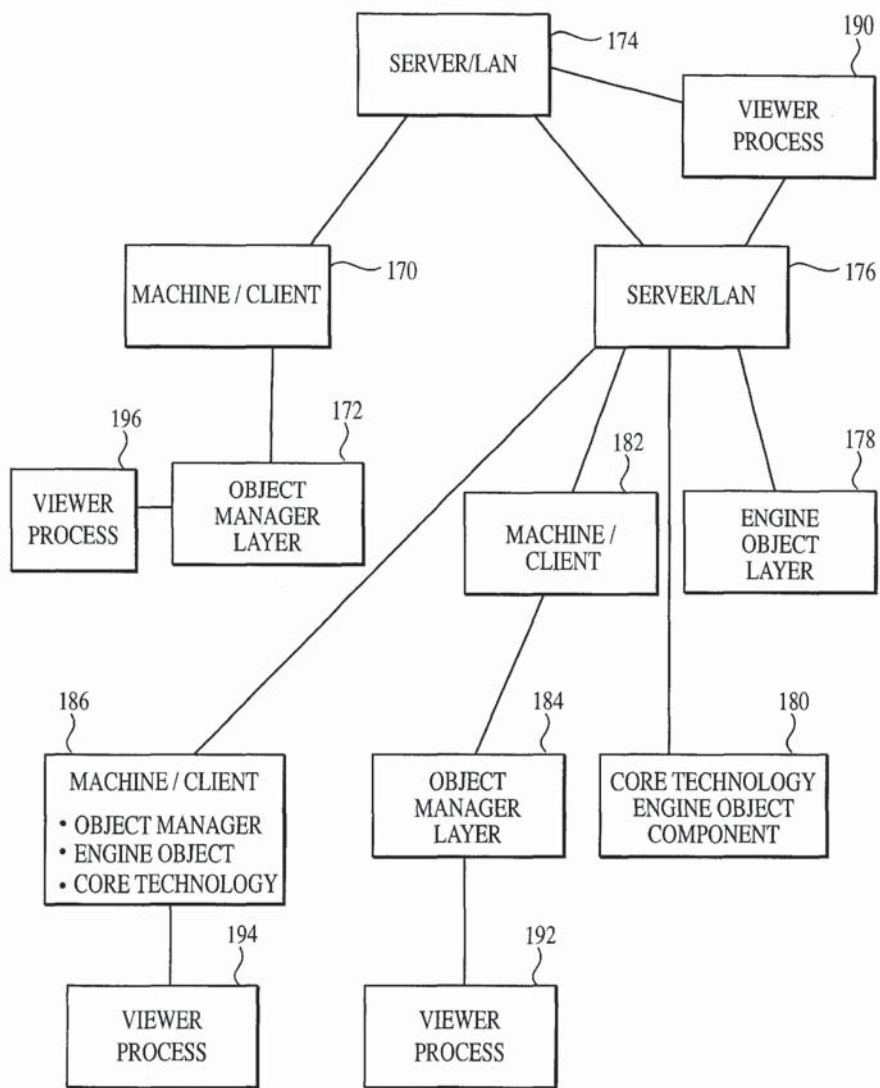 174
SERVER/LAN
190
VIEWER
PROCESS
170
MACHINE / CLIENT
176
SERVER/LAN
196
VIEWER
PROCESS
172
OBJECT
MANAGER
LAYER
182
MACHINE /
CLIENT
178
ENGINE
OBJECT
LAYER
186
MACHINE / CLIENT
• OBJECT MANAGER
• ENGINE OBJECT
• CORE TECHNOLOGY
184
OBJECT
MANAGER
LAYER
180
CORE TECHNOLOGY
ENGINE OBJECT
COMPONENT
194
VIEWER
PROCESS
192
VIEWER
PROCESS